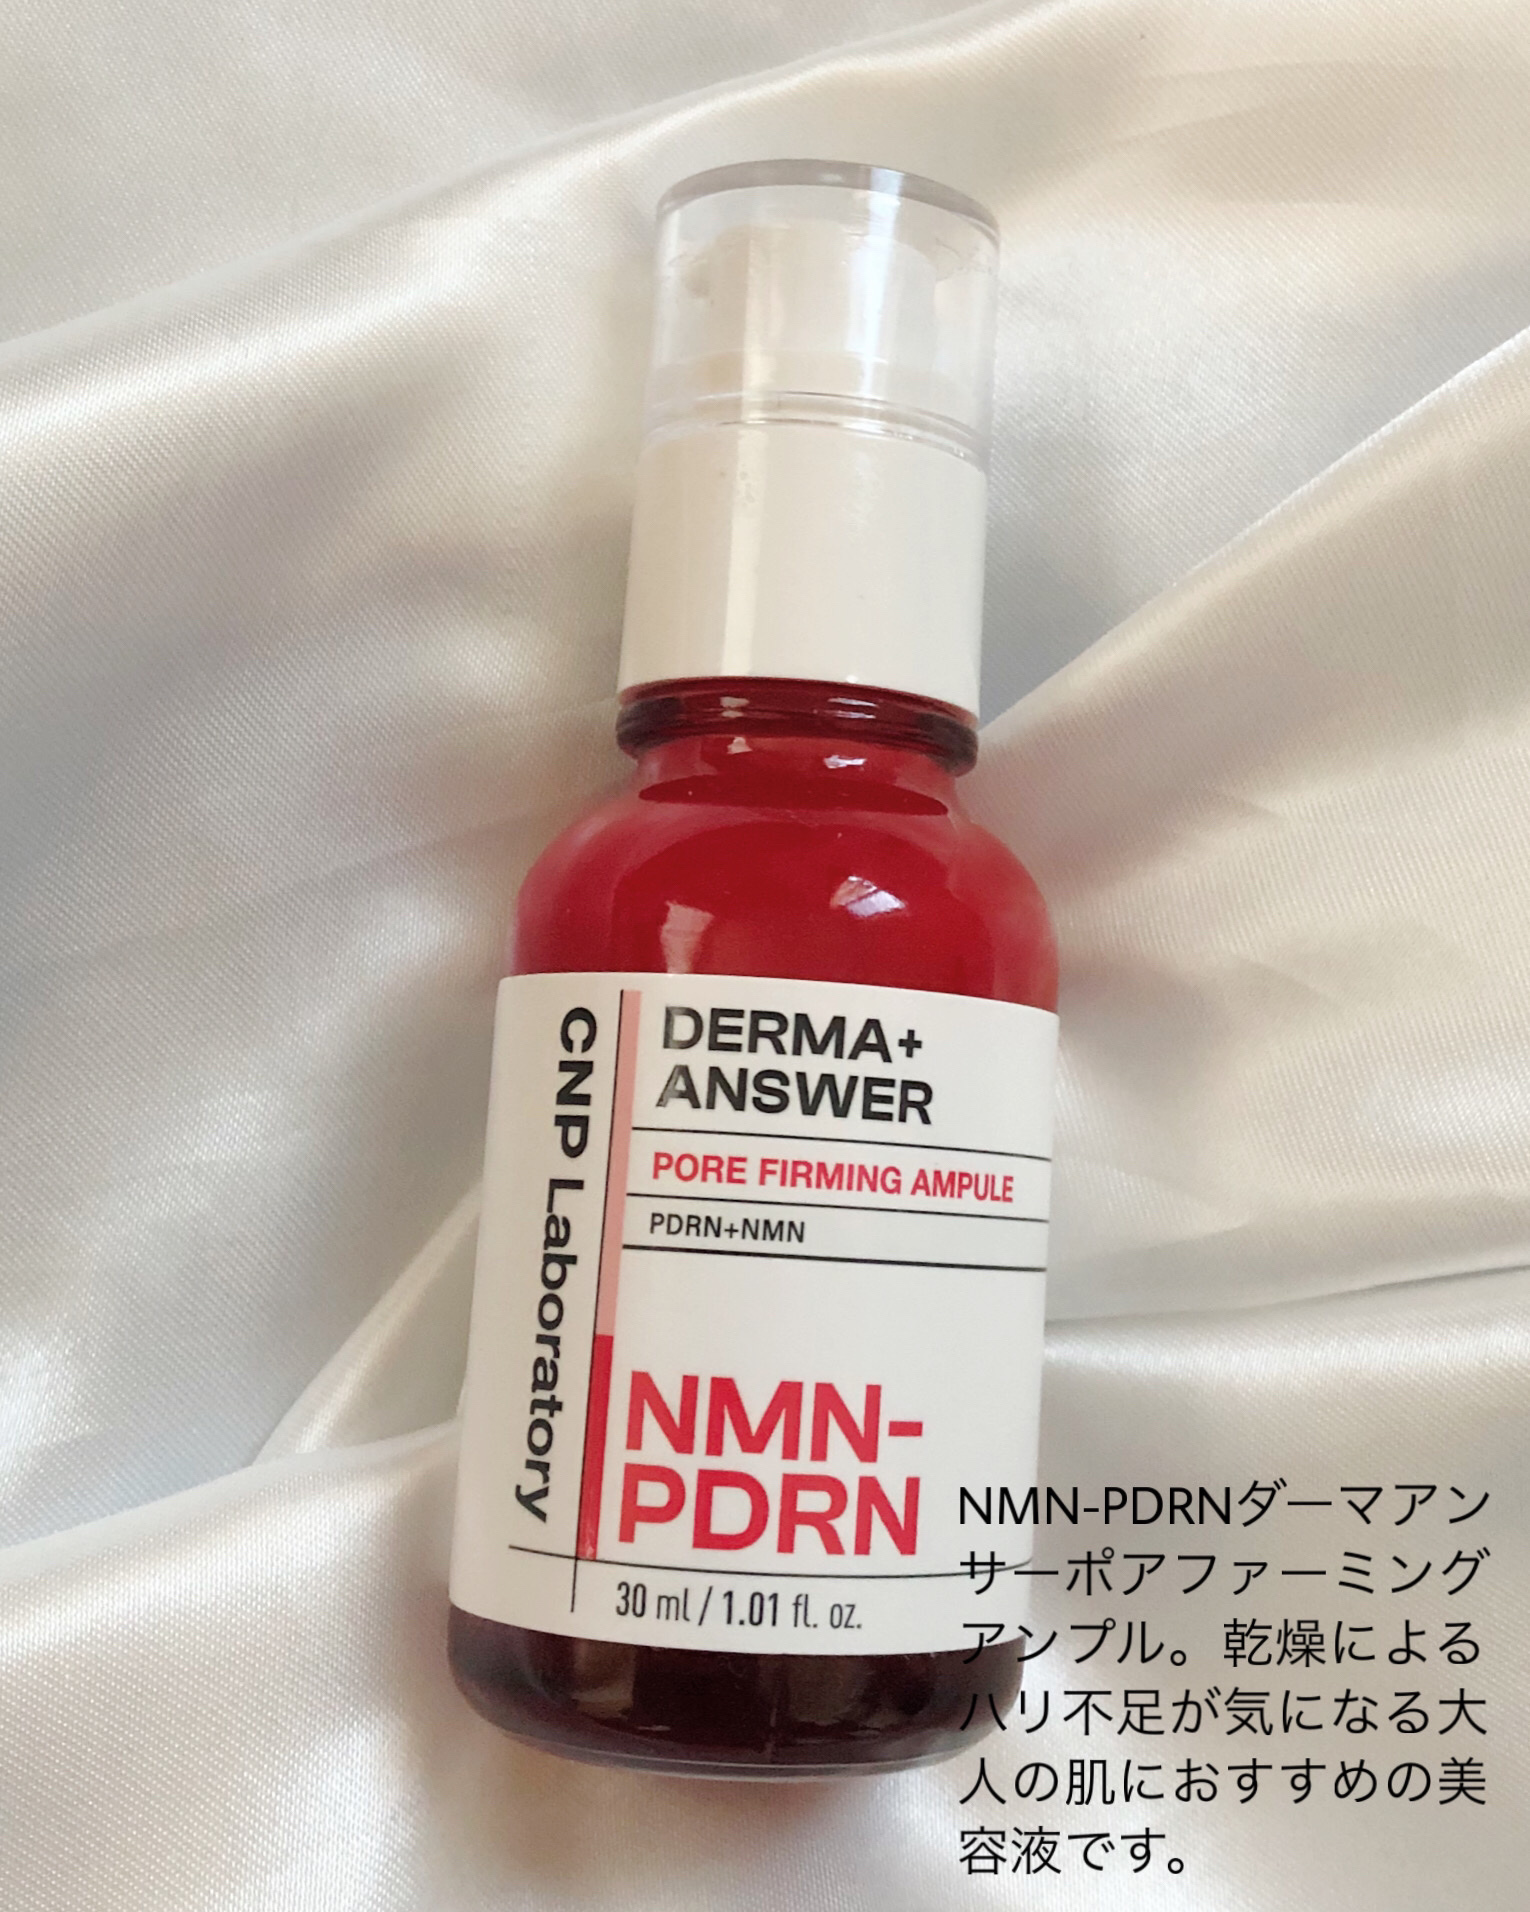 CNP Laboratory
DERMA+
ANSWER
PORE FIRMING AMPULE
PDRN+NMN
NMN-
PDRN
30 ml / 1.01 fl. oz.
NMN-PDRNダーマアン
サーポアファーミング
アンプル。乾燥による
ハリ不足が気になる大
人の肌におすすめの美
容液です。